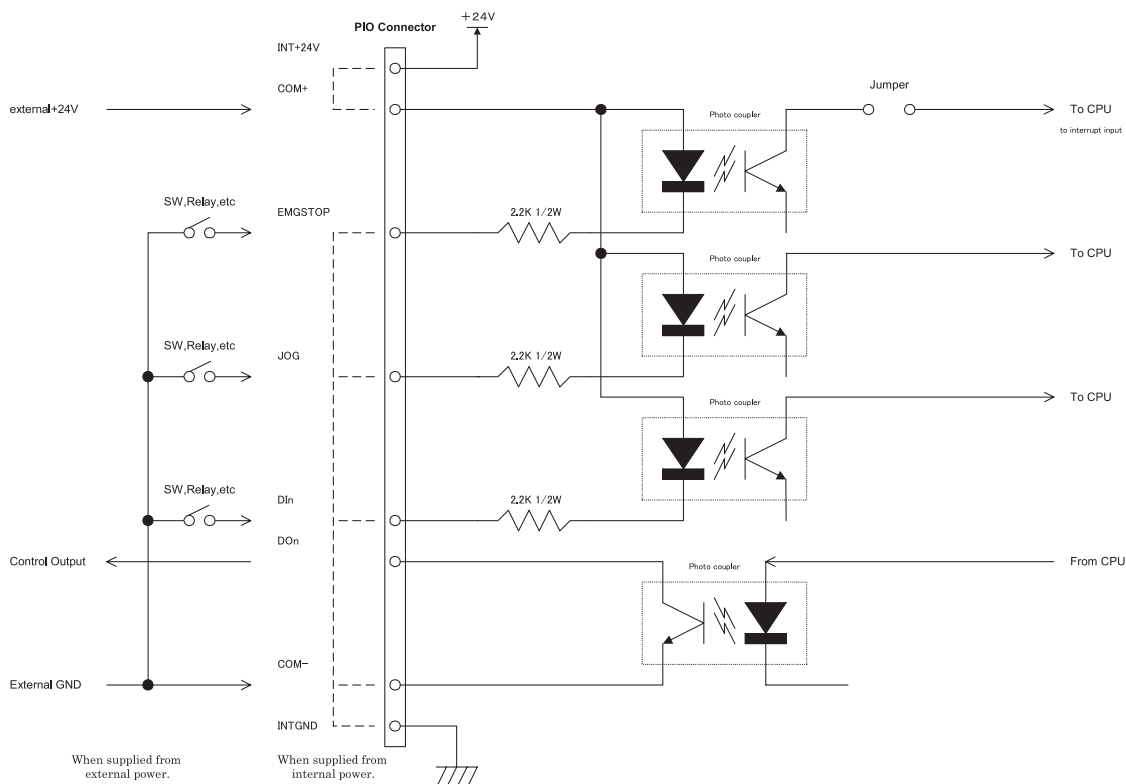 +24V
PIO Connector
INT+24V
COM+
Jumper
external+24V
Photo coupler
To CPU
to interrupt input
SW,Relay,etc
EMGSTOP
2.2K 1/2W
Photo coupler
To CPU
SW,Relay,etc
JOG
2.2K 1/2W
Photo coupler
To CPU
SW,Relay,etc
DIn
2.2K 1/2W
DOn
Control Output
Photo coupler
From CPU
COM-
External GND
INTGND
When supplied from
external power.
When supplied from
internal power.